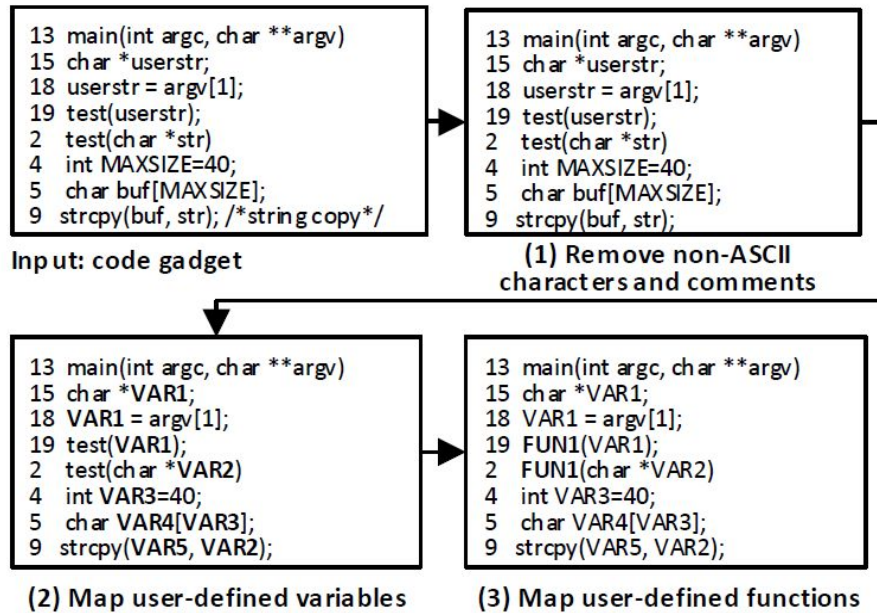 13 main(int argc, char **argv)
15 char *userstr;
18 userstr = argv[1];
19 test(userstr);
2 test(char *str)
4 int MAXSIZE=40;
5 char buf[MAXSIZE];
9 strcpy(buf, str); /*string copy*/
Input: code gadget
13 main(int argc, char **argv)
15 char *userstr;
18 userstr = argv[1];
19 test(userstr);
2 test(char *str)
4 int MAXSIZE=40;
5 char buf[MAXSIZE];
9 strcpy(buf, str);
(1) Remove non-ASCII
characters and comments
13 main(int argc, char **argv)
15 char *VAR1;
18 VAR1 = argv[1];
19 test(VAR1);
2 test(char *VAR2)
4 int VAR3=40;
5 char VAR4[VAR3];
9 strcpy(VAR5, VAR2);
(2) Map user-defined variables
13 main(int argc, char **argv)
15 char *VAR1;
18 VAR1 = argv[1];
19 FUN1(VAR1);
2 FUN1(char *VAR2)
4 int VAR3=40;
5 char VAR4[VAR3];
9 strcpy(VAR5, VAR2);
(3) Map user-defined functions